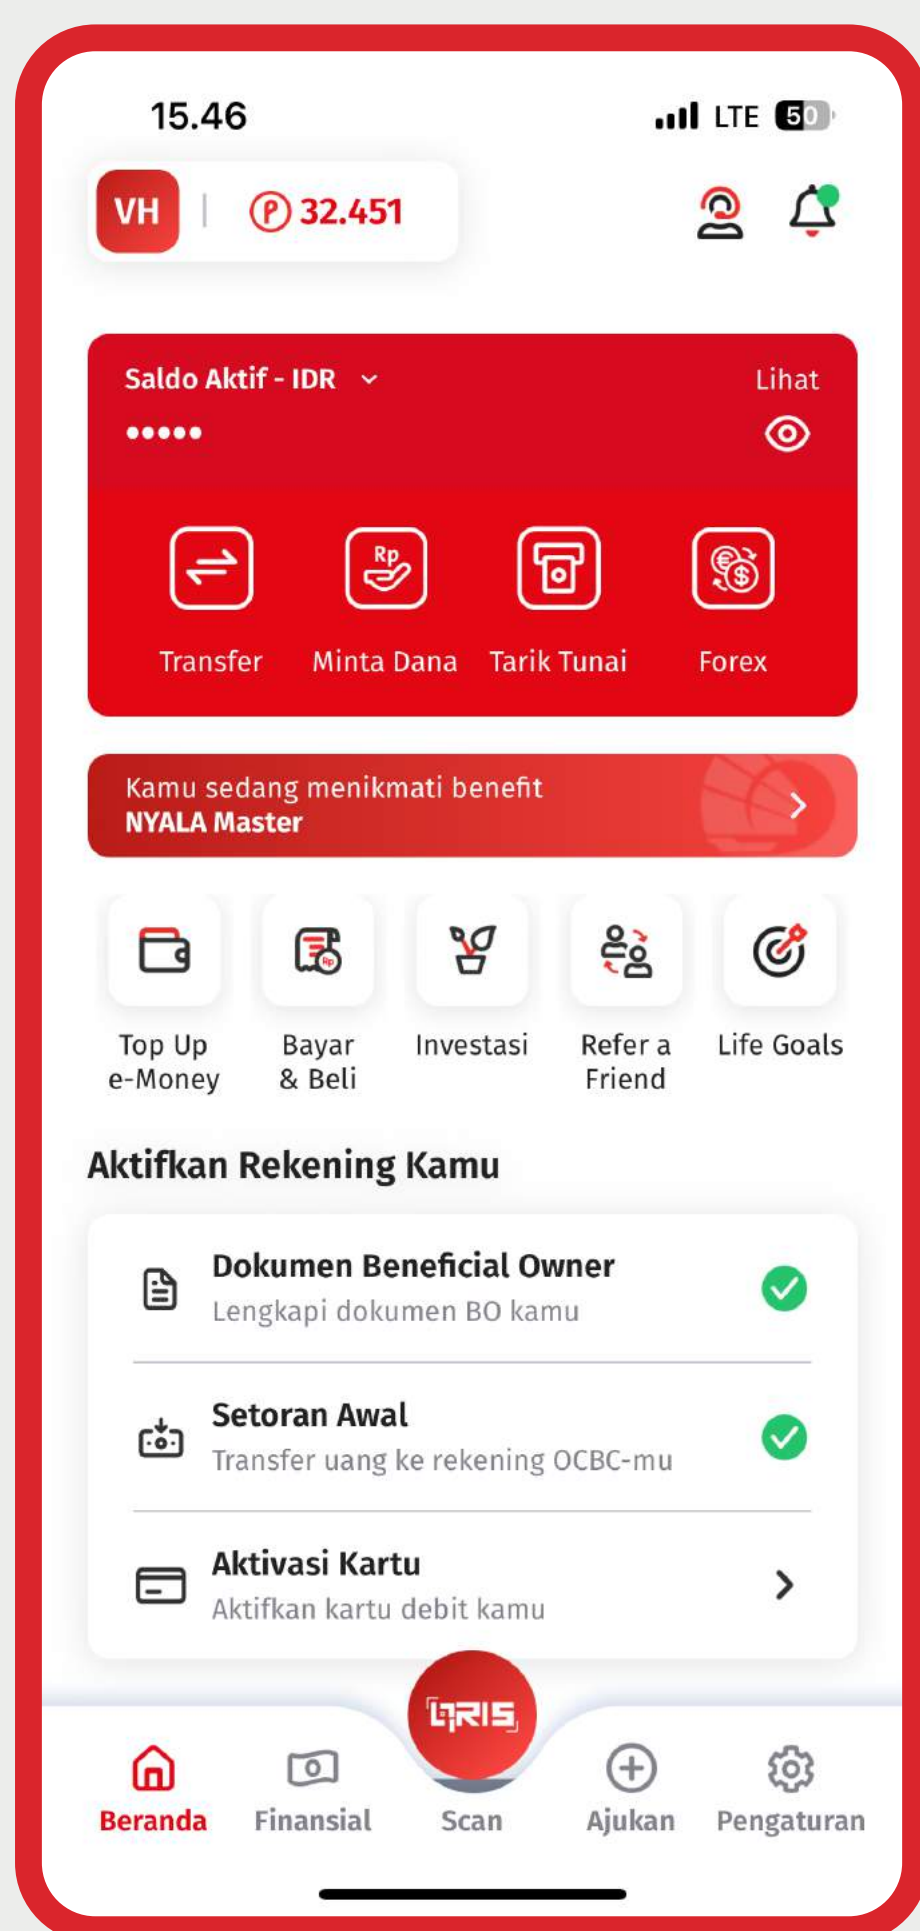 15.46
LTE 50
VH
P 32.451
Saldo Aktif - IDR
Lihat
•••••
Rp
Transfer
Minta Dana
Tarik Tunai
Forex
Kamu sedang menikmati benefit
NYALA Master
Rp
Top Up
e-Money
Bayar
& Beli
Investasi
Refer a
Friend
Life Goals
Aktifkan Rekening Kamu
Dokumen Beneficial Owner
Lengkapi dokumen BO kamu
Setoran Awal
Transfer uang ke rekening OCBC-mu
Aktivasi Kartu
Aktifkan kartu debit kamu
QRIS
Beranda
Finansial
Scan
Ajukan
Pengaturan